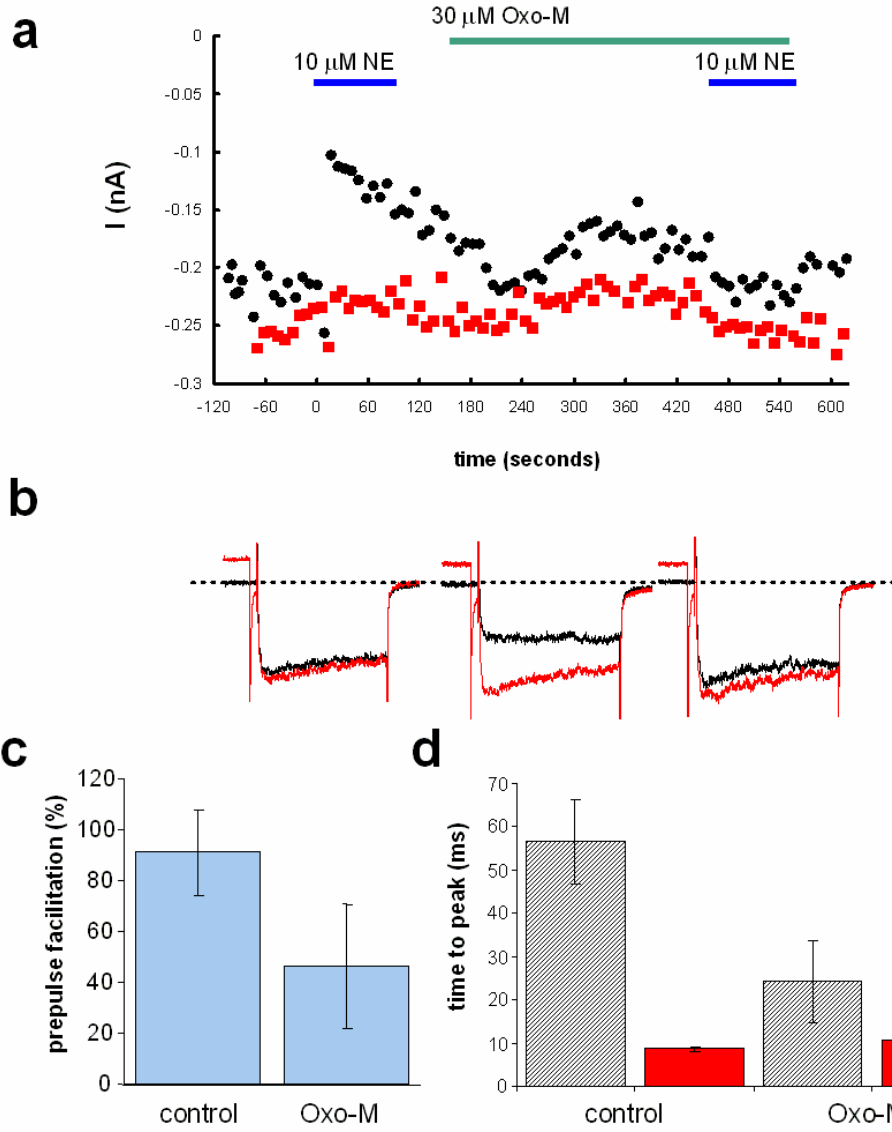 a
30 μM Oxo-M
10 μM NE
10 μM NE
0
-0.05
-0.1
-0.15
-0.2
-0.25
-0.3
I (nA)
-120 -60 0 60 120 180 240 300 360 420 480 540 600
time (seconds)
b
c
prepulse facilitation (%)
120
100
80
60
40
20
0
control Oxo-M
d
time to peak (ms)
70
60
50
40
30
20
10
0
control Oxo-M